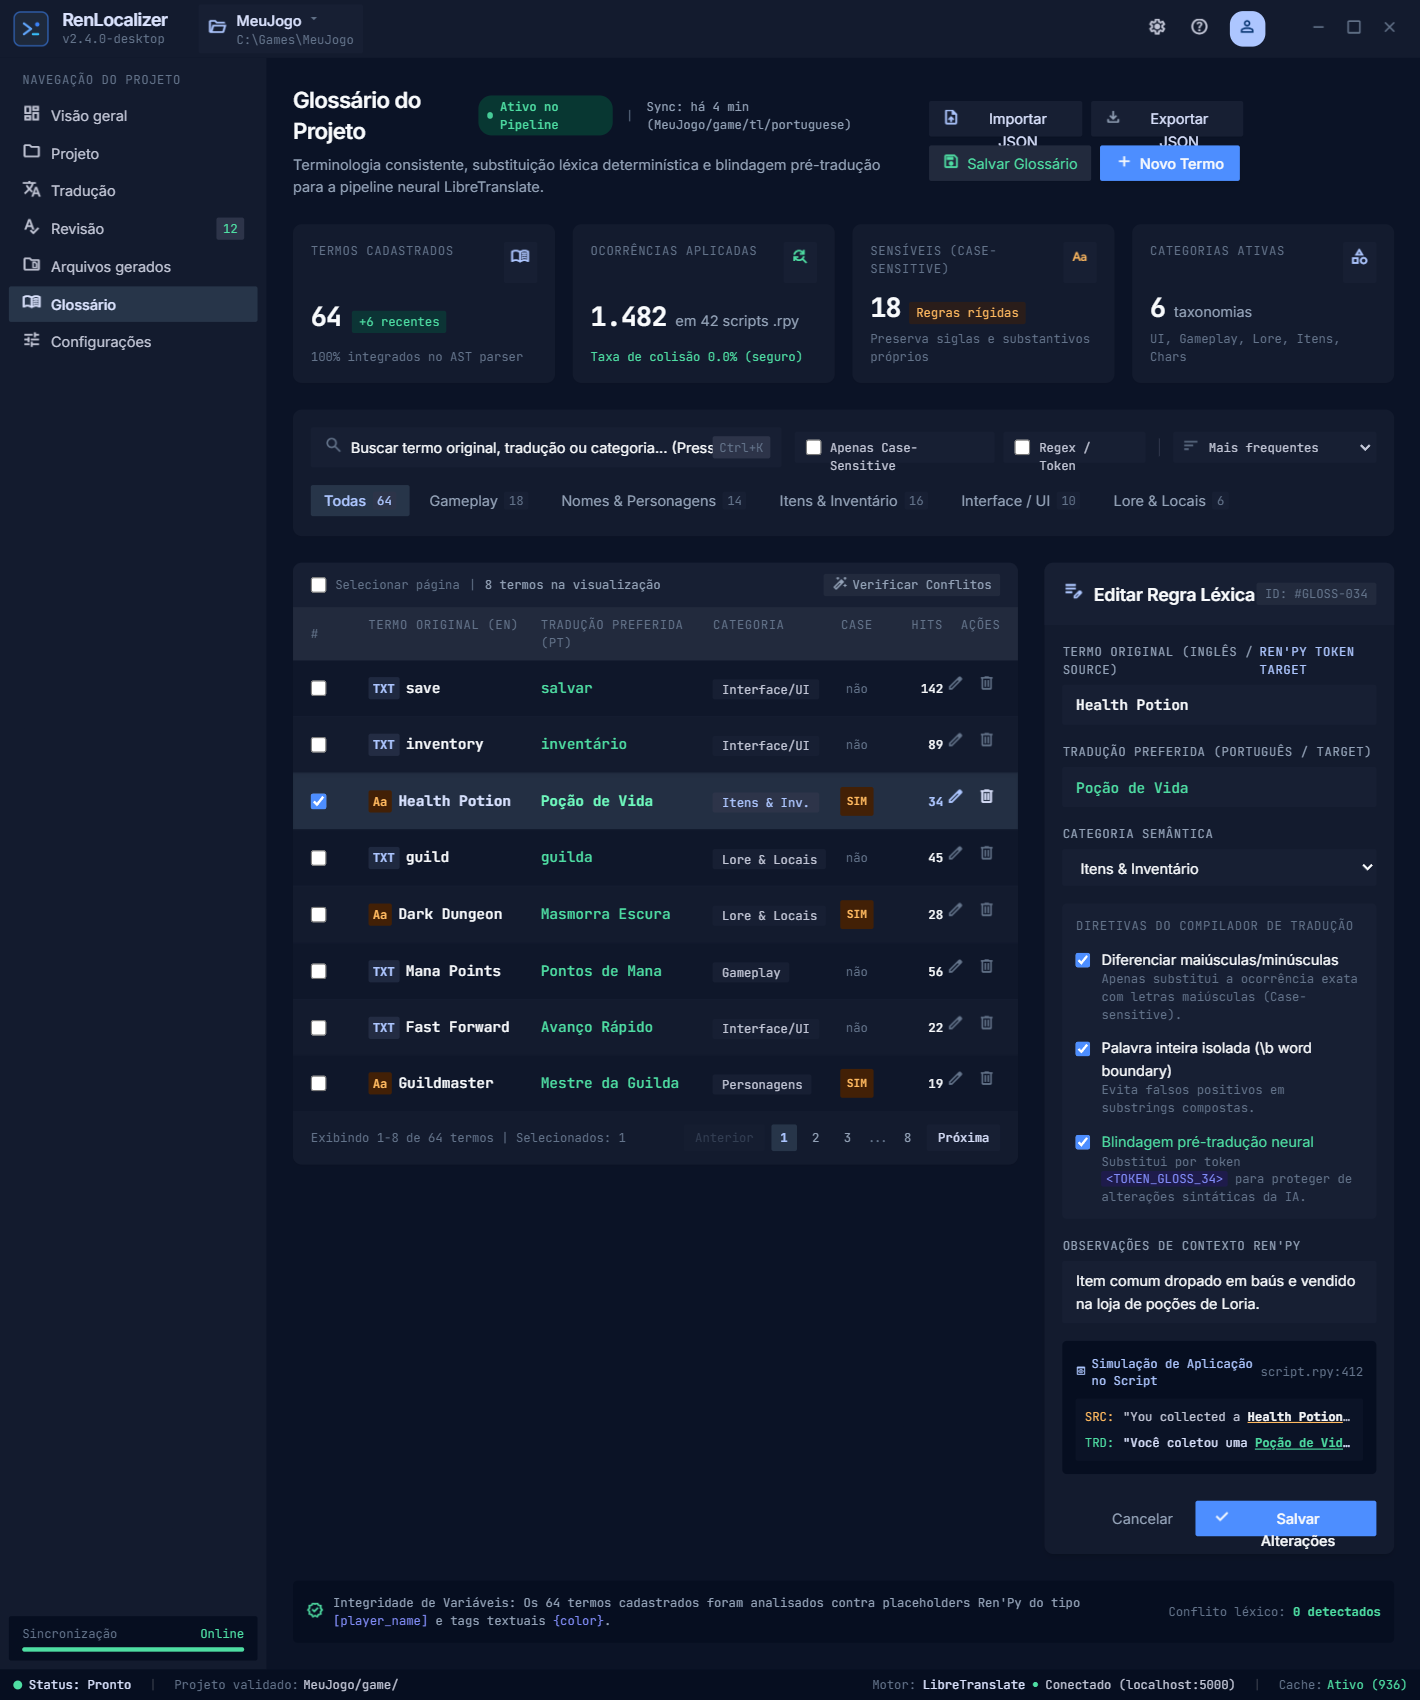 RenLocalizer
v2.4.0-desktop
MeuJogo
C:\Games\MeuJogo
NAVEGAÇÃO DO PROJETO
Visão geral
Projeto
Tradução
Revisão 12
Arquivos gerados
Glossário
Configurações
Sincronização Online
Glossário do
Projeto
Ativo no
Pipeline
|
Sync: há 4 min
(MeuJogo/game/tl/portuguese)
Terminologia consistente, substituição léxica determinística e blindagem pré-tradução
para a pipeline neural LibreTranslate.
Importar
JSON
Exportar
JSON
Salvar Glossário
Novo Termo
TERMOS CADASTRADOS
64 +6 recentes
100% integrados no AST parser
OCORRÊNCIAS APLICADAS
1.482 em 42 scripts .rpy
Taxa de colisão 0.0% (seguro)
SENSÍVEIS (CASE-
SENSITIVE)
Aa
18 Regras rígidas
Preserva siglas e substantivos
próprios
CATEGORIAS ATIVAS
6 taxonomias
UI, Gameplay, Lore, Itens,
Chars
Buscar termo original, tradução ou categoria... (Press Ctrl+K
Apenas Case-
Sensitive
Regex /
Token
Mais frequentes
Todas 64
Gameplay 18
Nomes & Personagens 14
Itens & Inventário 16
Interface / UI 10
Lore & Locais 6
Selecionar página | 8 termos na visualização
Verificar Conflitos
# TERMO ORIGINAL (EN) TRADUÇÃO PREFERIDA
(PT) CATEGORIA CASE HITS AÇÕES
TXT save salvar Interface/UI não 142
TXT inventory inventário Interface/UI não 89
Aa Health Potion Poção de Vida Itens & Inv. SIM 34
TXT guild guilda Lore & Locais não 45
Aa Dark Dungeon Masmorra Escura Lore & Locais SIM 28
TXT Mana Points Pontos de Mana Gameplay não 56
TXT Fast Forward Avanço Rápido Interface/UI não 22
Aa Guildmaster Mestre da Guilda Personagens SIM 19
Exibindo 1-8 de 64 termos | Selecionados: 1
Anterior 1 2 3 ... 8 Próxima
Editar Regra Léxica ID: #GLOSS-034
TERMO ORIGINAL (INGLÊS /
SOURCE)
REN'PY TOKEN
TARGET
Health Potion
TRADUÇÃO PREFERIDA (PORTUGUÊS / TARGET)
Poção de Vida
CATEGORIA SEMÂNTICA
Itens & Inventário
DIRETIVAS DO COMPILADOR DE TRADUÇÃO
Diferenciar maiúsculas/minúsculas
Apenas substitui a ocorrência exata
com letras maiúsculas (Case-
sensitive).
Palavra inteira isolada (\b word
boundary)
Evita falsos positivos em
substrings compostas.
Blindagem pré-tradução neural
Substitui por token
<TOKEN_GLOSS_34> para proteger de
alterações sintáticas da IA.
OBSERVAÇÕES DE CONTEXTO REN'PY
Item comum dropado em baús e vendido
na loja de poções de Loria.
Simulação de Aplicação
no Script
script.rpy:412
SRC: "You collected a Health Potion…
TRD: "Você coletou uma Poção de Vid…
Cancelar
Salvar
Alterações
Integridade de Variáveis: Os 64 termos cadastrados foram analisados contra placeholders Ren'Py do tipo
[player_name] e tags textuais {color}.
Conflito léxico: 0 detectados
Status: Pronto | Projeto validado: MeuJogo/game/
Motor: LibreTranslate • Conectado (localhost:5000) | Cache: Ativo (936)